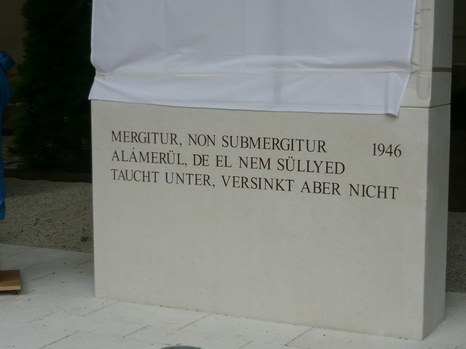 MERGITUR, NON SUBMERGITUR 1946
ALÁMERÜL, DE EL NEM SÜLLYED
TAUCHT UNTER, VERSINKT ABER NICHT